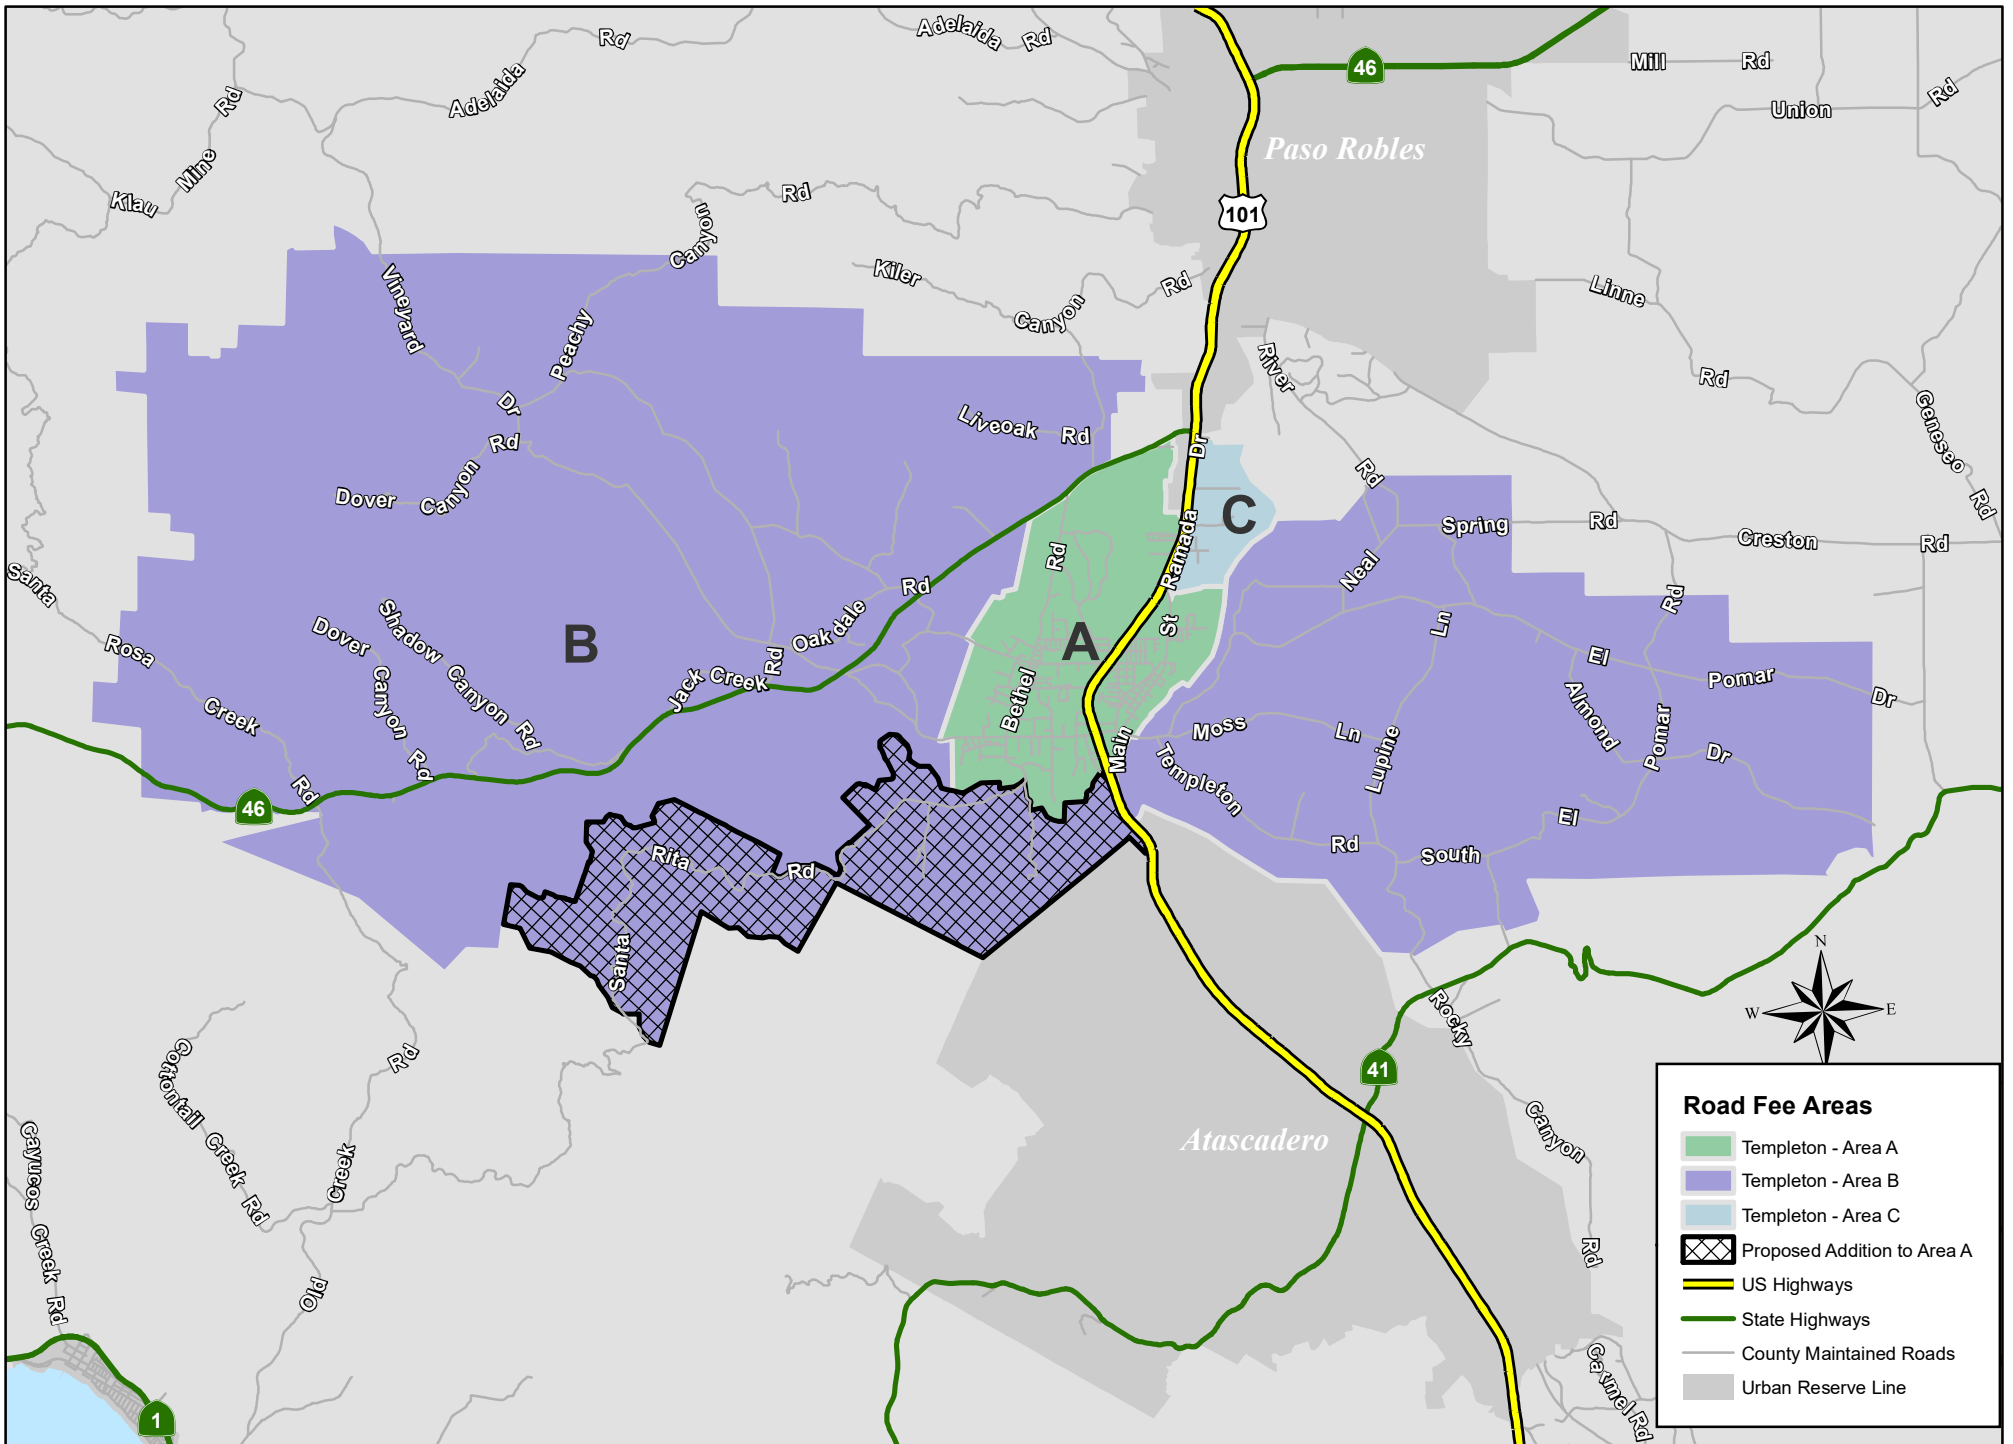 Adelaida
Rd
Adelaida Rd
46
Mill Rd
Union Rd
Paso Robles
Klau Mine Rd
101
Peachy Canyon Rd
Kiler Canyon Rd
Linne Rd
Vineyard Dr
River Rd
Geneseo Rd
Liveoak Rd
Dover Canyon Rd
Ramada Dr
C
Neal Spring Rd
Creston Rd
Santa Rosa Creek Rd
Dover Canyon Rd
Shadow Canyon Rd
B
Jack Creek Rd
Oakdale Rd
Bethel Rd
A
Main St
Moss Ln
Lupine Ln
El Pomar Dr
Almond Dr
Templeton Rd
South El Pomar Rd
46
Santa Rita Rd
N
W
E
Rocky Canyon Rd
41
Atascadero
Cottontail Creek Rd
Old Creek Rd
Cayucos Creek Rd
1
Carmel Rd
Road Fee Areas
Templeton - Area A
Templeton - Area B
Templeton - Area C
Proposed Addition to Area A
US Highways
State Highways
County Maintained Roads
Urban Reserve Line